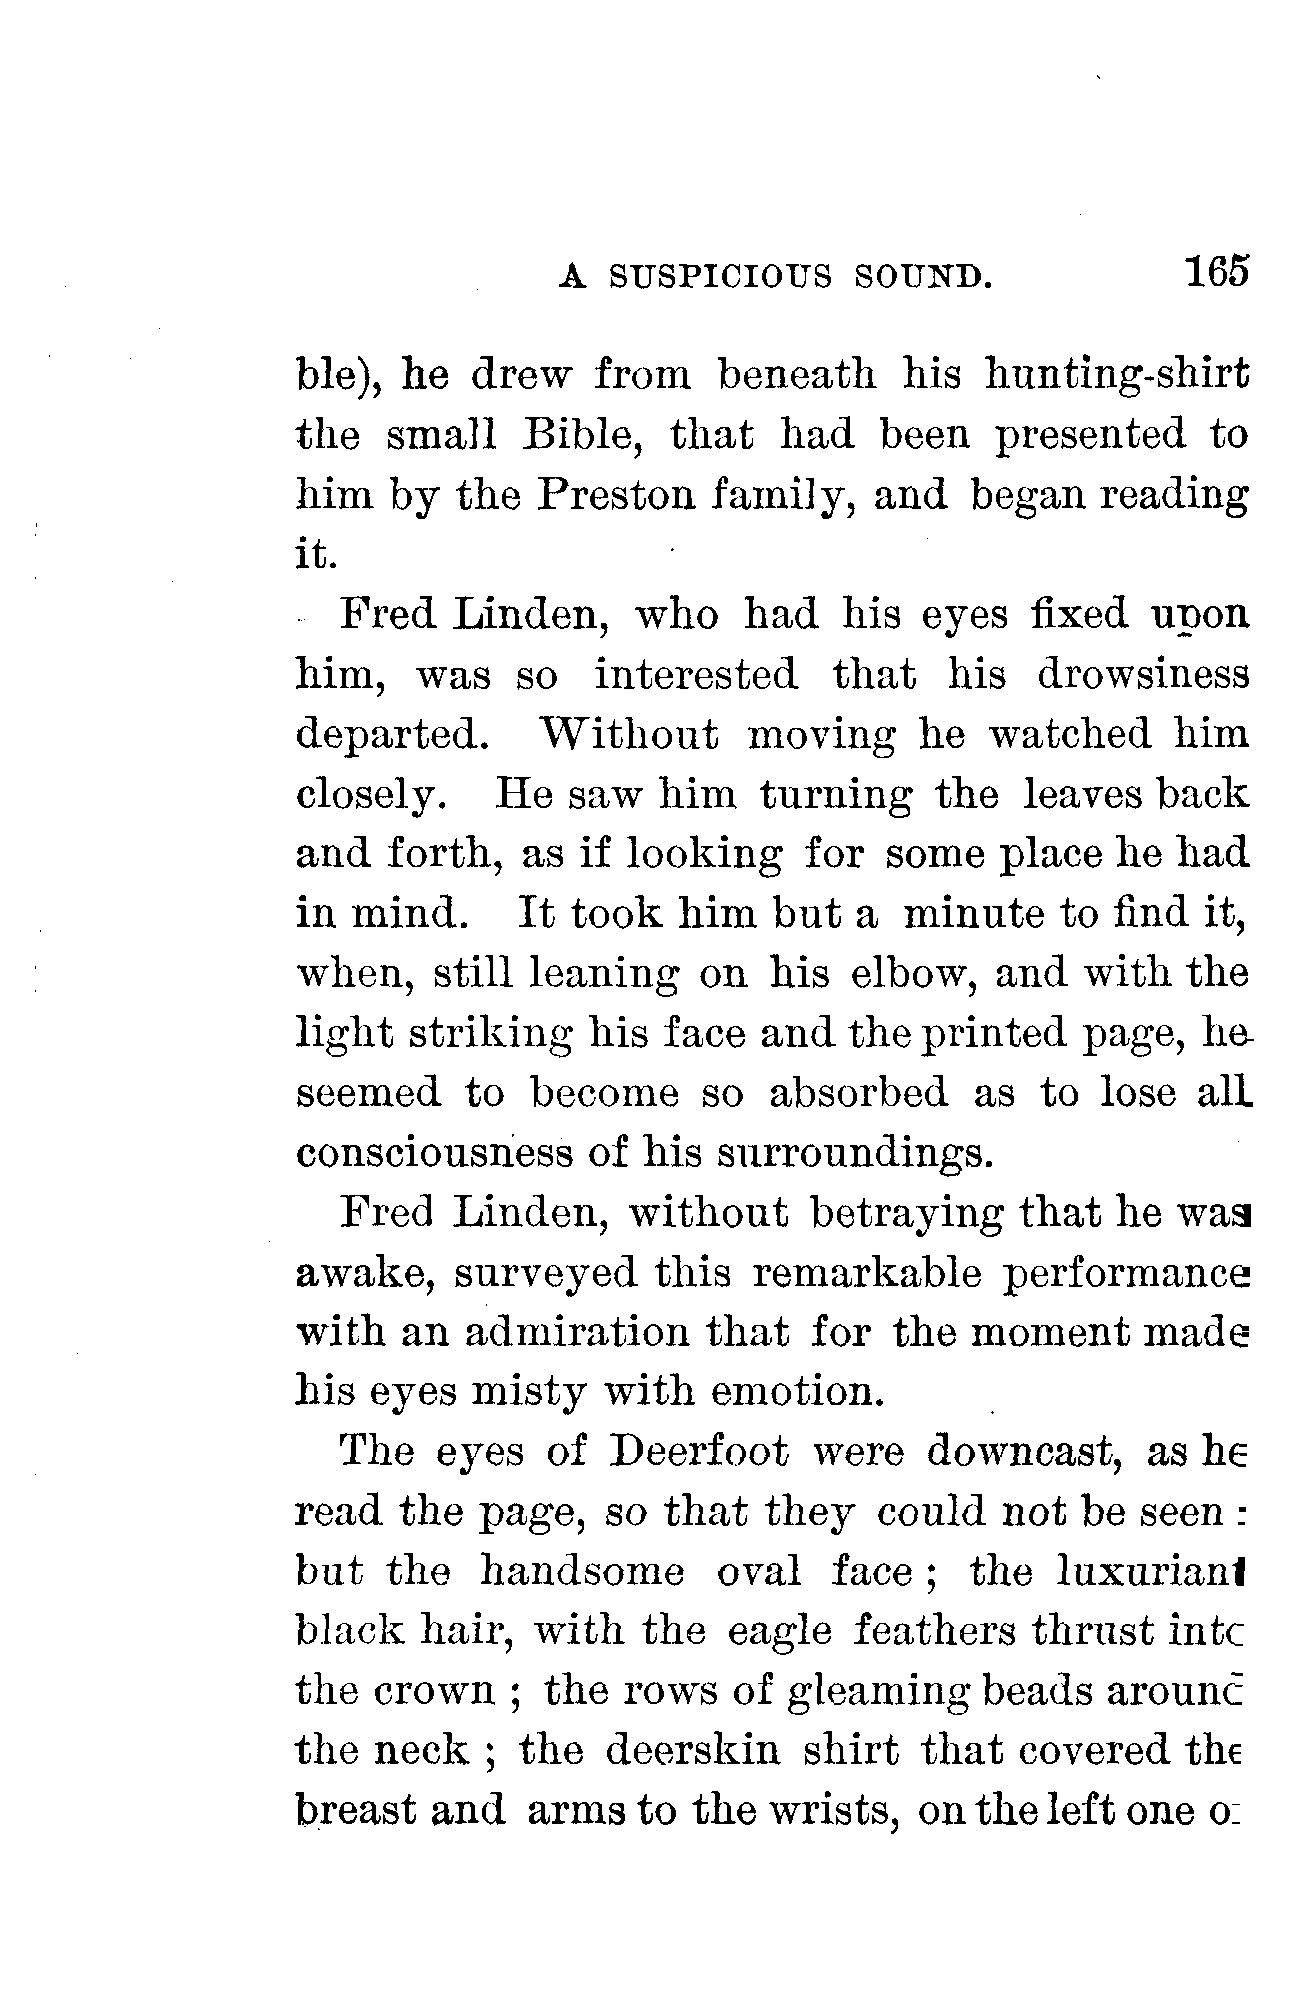 A SUSPICIOUS SOUND. 165
ble), he drew from beneath his hunting-shirt
the small Bible, that had been presented to
him by the Preston family, and began reading
it.
Fred Linden, who had his eyes fixed upon
him, was so interested that his drowsiness
departed. Without moving he watched him
closely. He saw him turning the leaves back
and forth, as if looking for some place he had
in mind. It took him but a minute to find it,
when, still leaning on his elbow, and with the
light striking his face and the printed page, he
seemed to become so absorbed as to lose all
consciousness of his surroundings.
Fred Linden, without betraying that he was
awake, surveyed this remarkable performance
with an admiration that for the moment made
his eyes misty with emotion.
The eyes of Deerfoot were downcast, as he
read the page, so that they could not be seen :
but the handsome oval face ; the luxuriant
black hair, with the eagle feathers thrust into
the crown ; the rows of gleaming beads around
the neck ; the deerskin shirt that covered the
breast and arms to the wrists, on the left one of